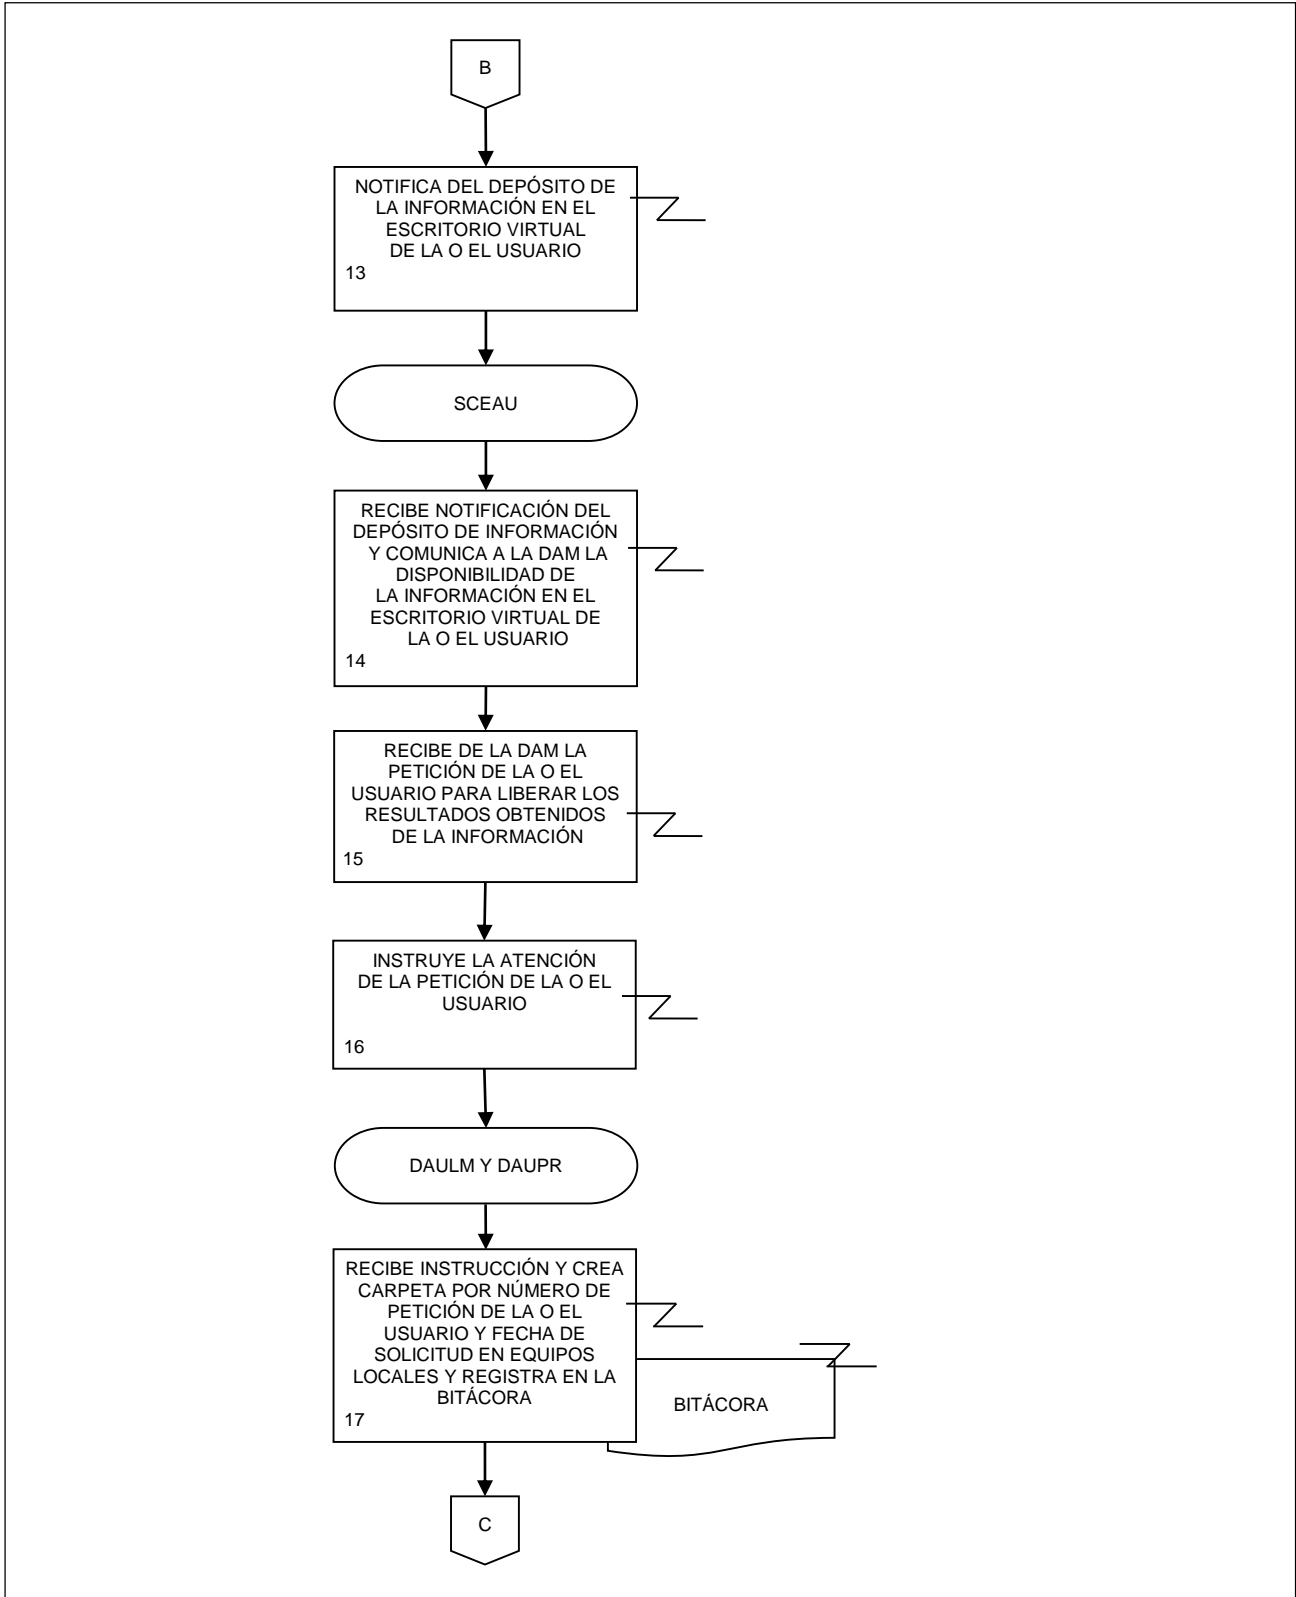 B
NOTIFICA DEL DEPÓSITO DE
LA INFORMACIÓN EN EL
ESCRITORIO VIRTUAL
DE LA O EL USUARIO
13
SCEAU
RECIBE NOTIFICACIÓN DEL
DEPÓSITO DE INFORMACIÓN
Y COMUNICA A LA DAM LA
DISPONIBILIDAD DE
LA INFORMACIÓN EN EL
ESCRITORIO VIRTUAL DE
LA O EL USUARIO
14
RECIBE DE LA DAM LA
PETICIÓN DE LA O EL
USUARIO PARA LIBERAR LOS
RESULTADOS OBTENIDOS
DE LA INFORMACIÓN
15
INSTRUYE LA ATENCIÓN
DE LA PETICIÓN DE LA O EL
USUARIO
16
DAULM Y DAUPR
RECIBE INSTRUCCIÓN Y CREA
CARPETA POR NÚMERO DE
PETICIÓN DE LA O EL
USUARIO Y FECHA DE
SOLICITUD EN EQUIPOS
LOCALES Y REGISTRA EN LA
BITÁCORA
17
BITÁCORA
C